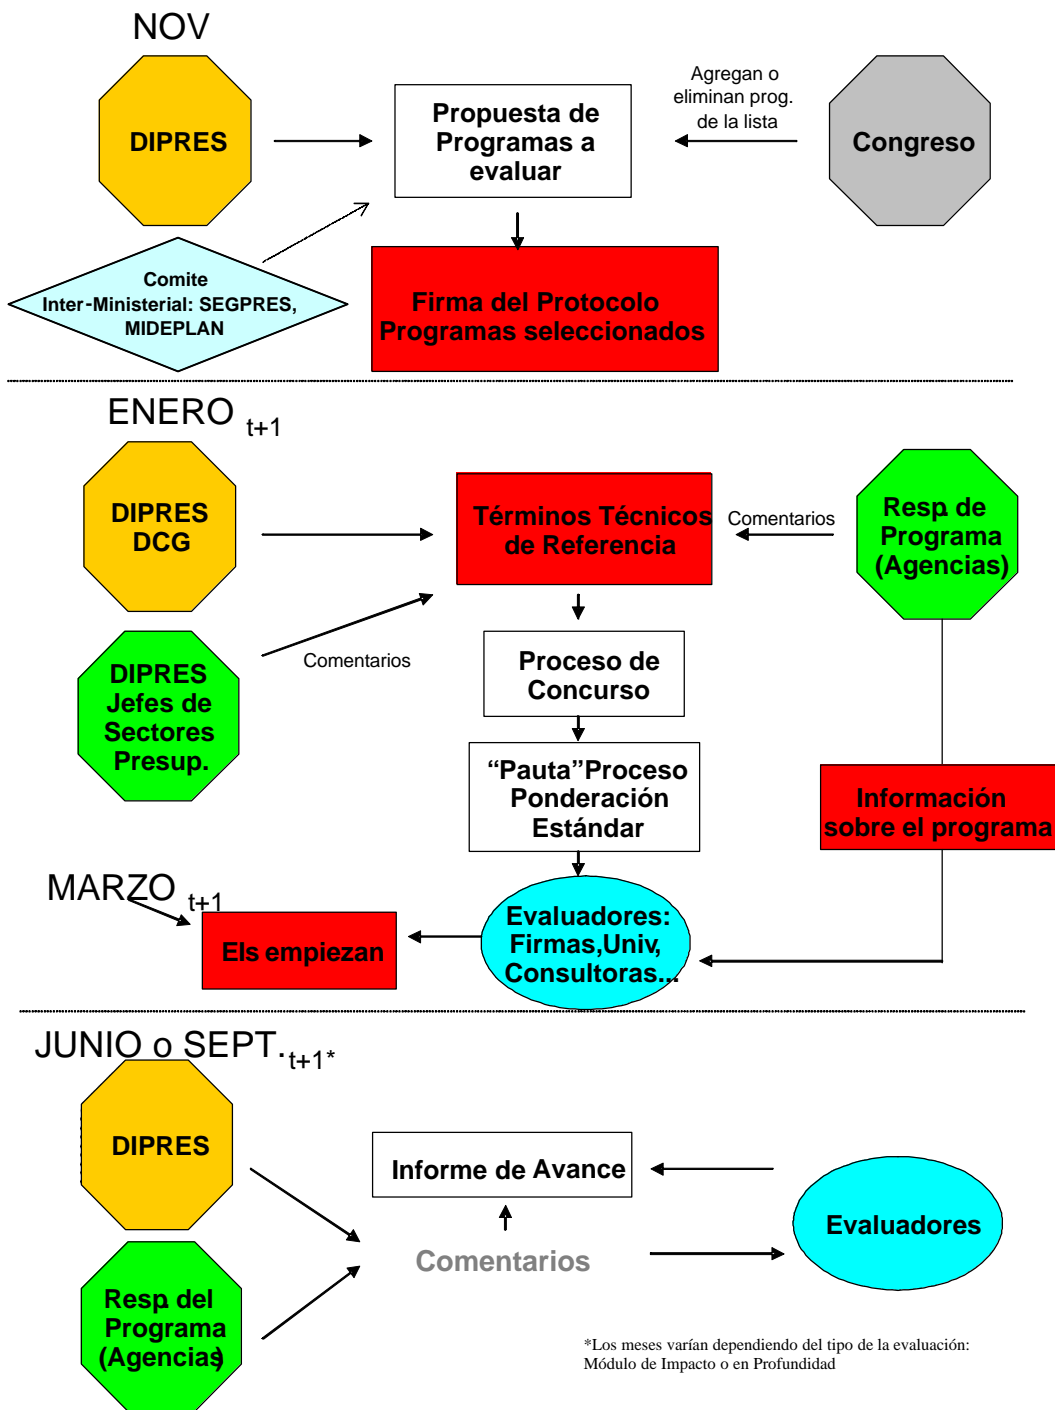 NOV
DIPRES
Propuesta de
Programas a
evaluar
Agregan o
eliminan prog.
de la lista
Congreso
Comite
Inter-Ministerial: SEGPRES,
MIDEPLAN
Firma del Protocolo
Programas seleccionados
ENERO t+1
DIPRES
DCG
Términos Técnicos
de Referencia
Comentarios
Resp. de
Programa
(Agencias)
DIPRES
Jefes de
Sectores
Presup.
Comentarios
Proceso de
Concurso
“Pauta”Proceso
Ponderación
Estándar
Información
sobre el programa
MARZO t+1
EIs empiezan
Evaluadores:
Firmas,Univ,
Consultoras...
JUNIO o SEPT. t+1*
DIPRES
Informe de Avance
Evaluadores
Comentarios
Resp. del
Programa
(Agencias)
*Los meses varían dependiendo del tipo de la evaluación:
Módulo de Impacto o en Profundidad